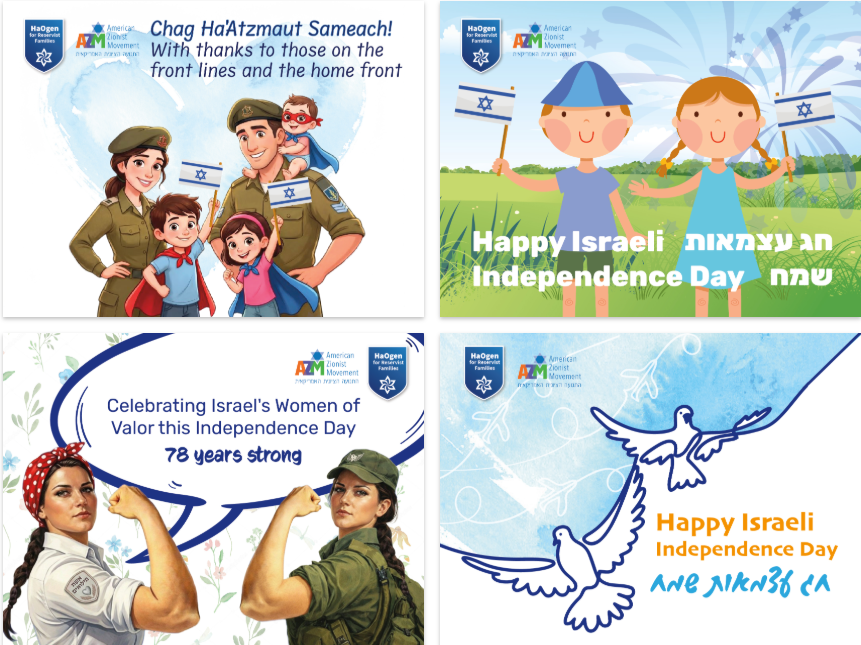 HaOgen
for Reservist
Families
AZM
American
Zionist
Movement
התנועה הציונית האמריקאית
Chag Ha'Atzmaut Sameach!
With thanks to those on the
front lines and the home front
HaOgen
for Reservist
Families
AZM
American
Zionist
Movement
התנועה הציונית האמריקאית
Happy Israeli
Independence Day
חג עצמאות
שמח
AZM
American
Zionist
Movement
התנועה הציונית האמריקאית
HaOgen
for Reservist
Families
Celebrating Israel's Women of
Valor this Independence Day
78 years strong
HaOgen
for Reservist
Families
AZM
American
Zionist
Movement
התנועה הציונית האמריקאית
Happy Israeli
Independence Day
חג עצמאות שמח